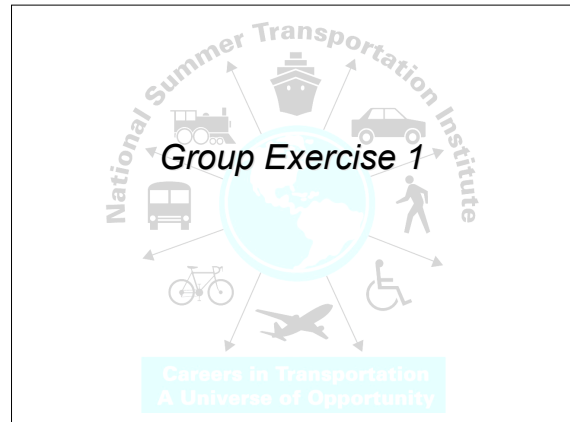 National Summer Transportation Institute
Group Exercise 1
Careers in Transportation
A Universe of Opportunity